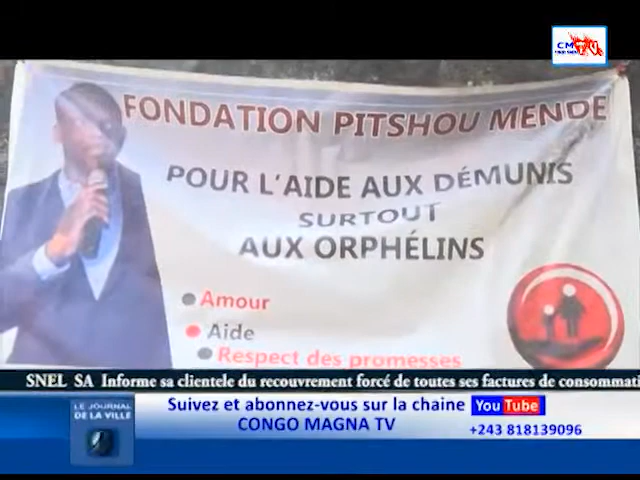 CM
FONDATION PITSHOU MENDE
POUR L'AIDE AUX DÉMUNIS
SURTOUT
AUX ORPHÉLINS
Amour
Aide
Respect des promesses
SNEL SA Informe sa clientele du recouvrement forcé de toutes ses factures de consommati
LE JOURNAL
DE LA VILLE
Suivez et abonnez-vous sur la chaine YouTube
CONGO MAGNA TV
+243 818139096